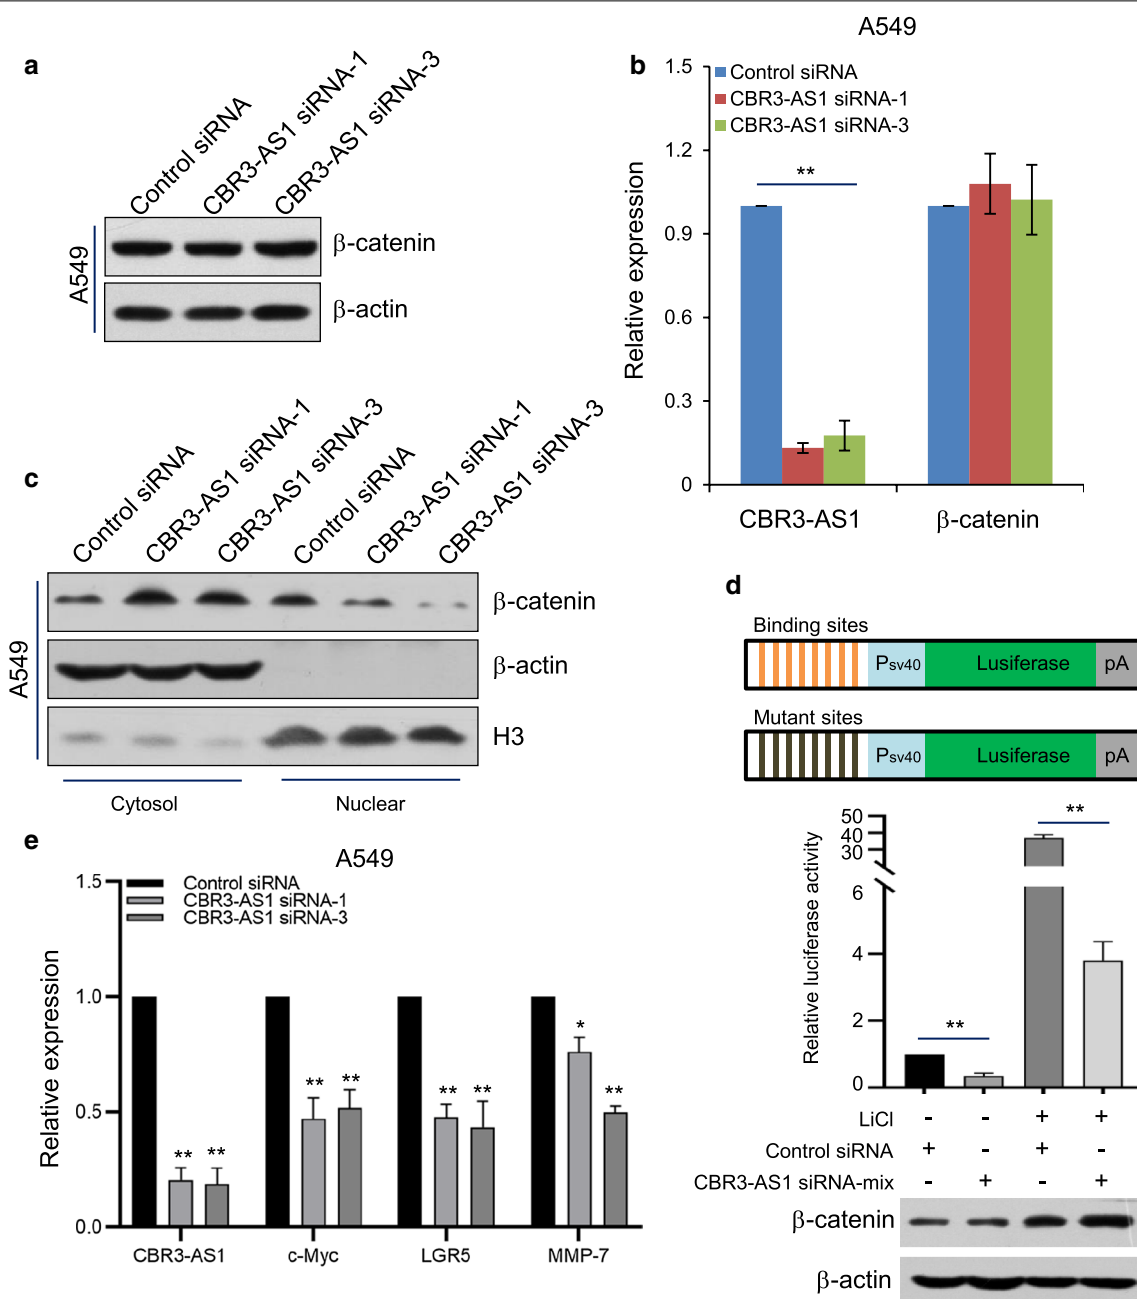 a
Control siRNA
CBR3-AS1 siRNA-1
CBR3-AS1 siRNA-3
A549
β-catenin
β-actin
b
A549
Control siRNA
CBR3-AS1 siRNA-1
CBR3-AS1 siRNA-3
Relative expression
1.5
1.2
0.9
0.6
0.3
0
**
CBR3-AS1
β-catenin
c
Control siRNA
CBR3-AS1 siRNA-1
CBR3-AS1 siRNA-3
Control siRNA
CBR3-AS1 siRNA-1
CBR3-AS1 siRNA-3
A549
β-catenin
β-actin
H3
Cytosol
Nuclear
d
Binding sites
Psv40
Lusiferase
pA
Mutant sites
Psv40
Lusiferase
pA
Relative luciferase activity
50
40
30
6
4
2
0
**
**
LiCl - - + +
Control siRNA + - + -
CBR3-AS1 siRNA-mix - + - +
β-catenin
β-actin
e
A549
Control siRNA
CBR3-AS1 siRNA-1
CBR3-AS1 siRNA-3
Relative expression
1.5
1.0
0.5
0.0
** **
** **
** **
* **
CBR3-AS1
c-Myc
LGR5
MMP-7